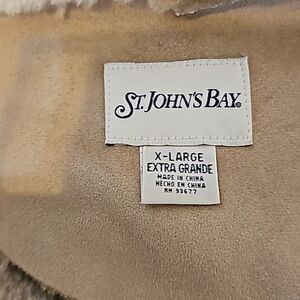 ST. JOHN'S BAY.
X-LARGE
EXTRA GRANDE
MADE IN CHINA
HECHO EN CHINA
RN 93677